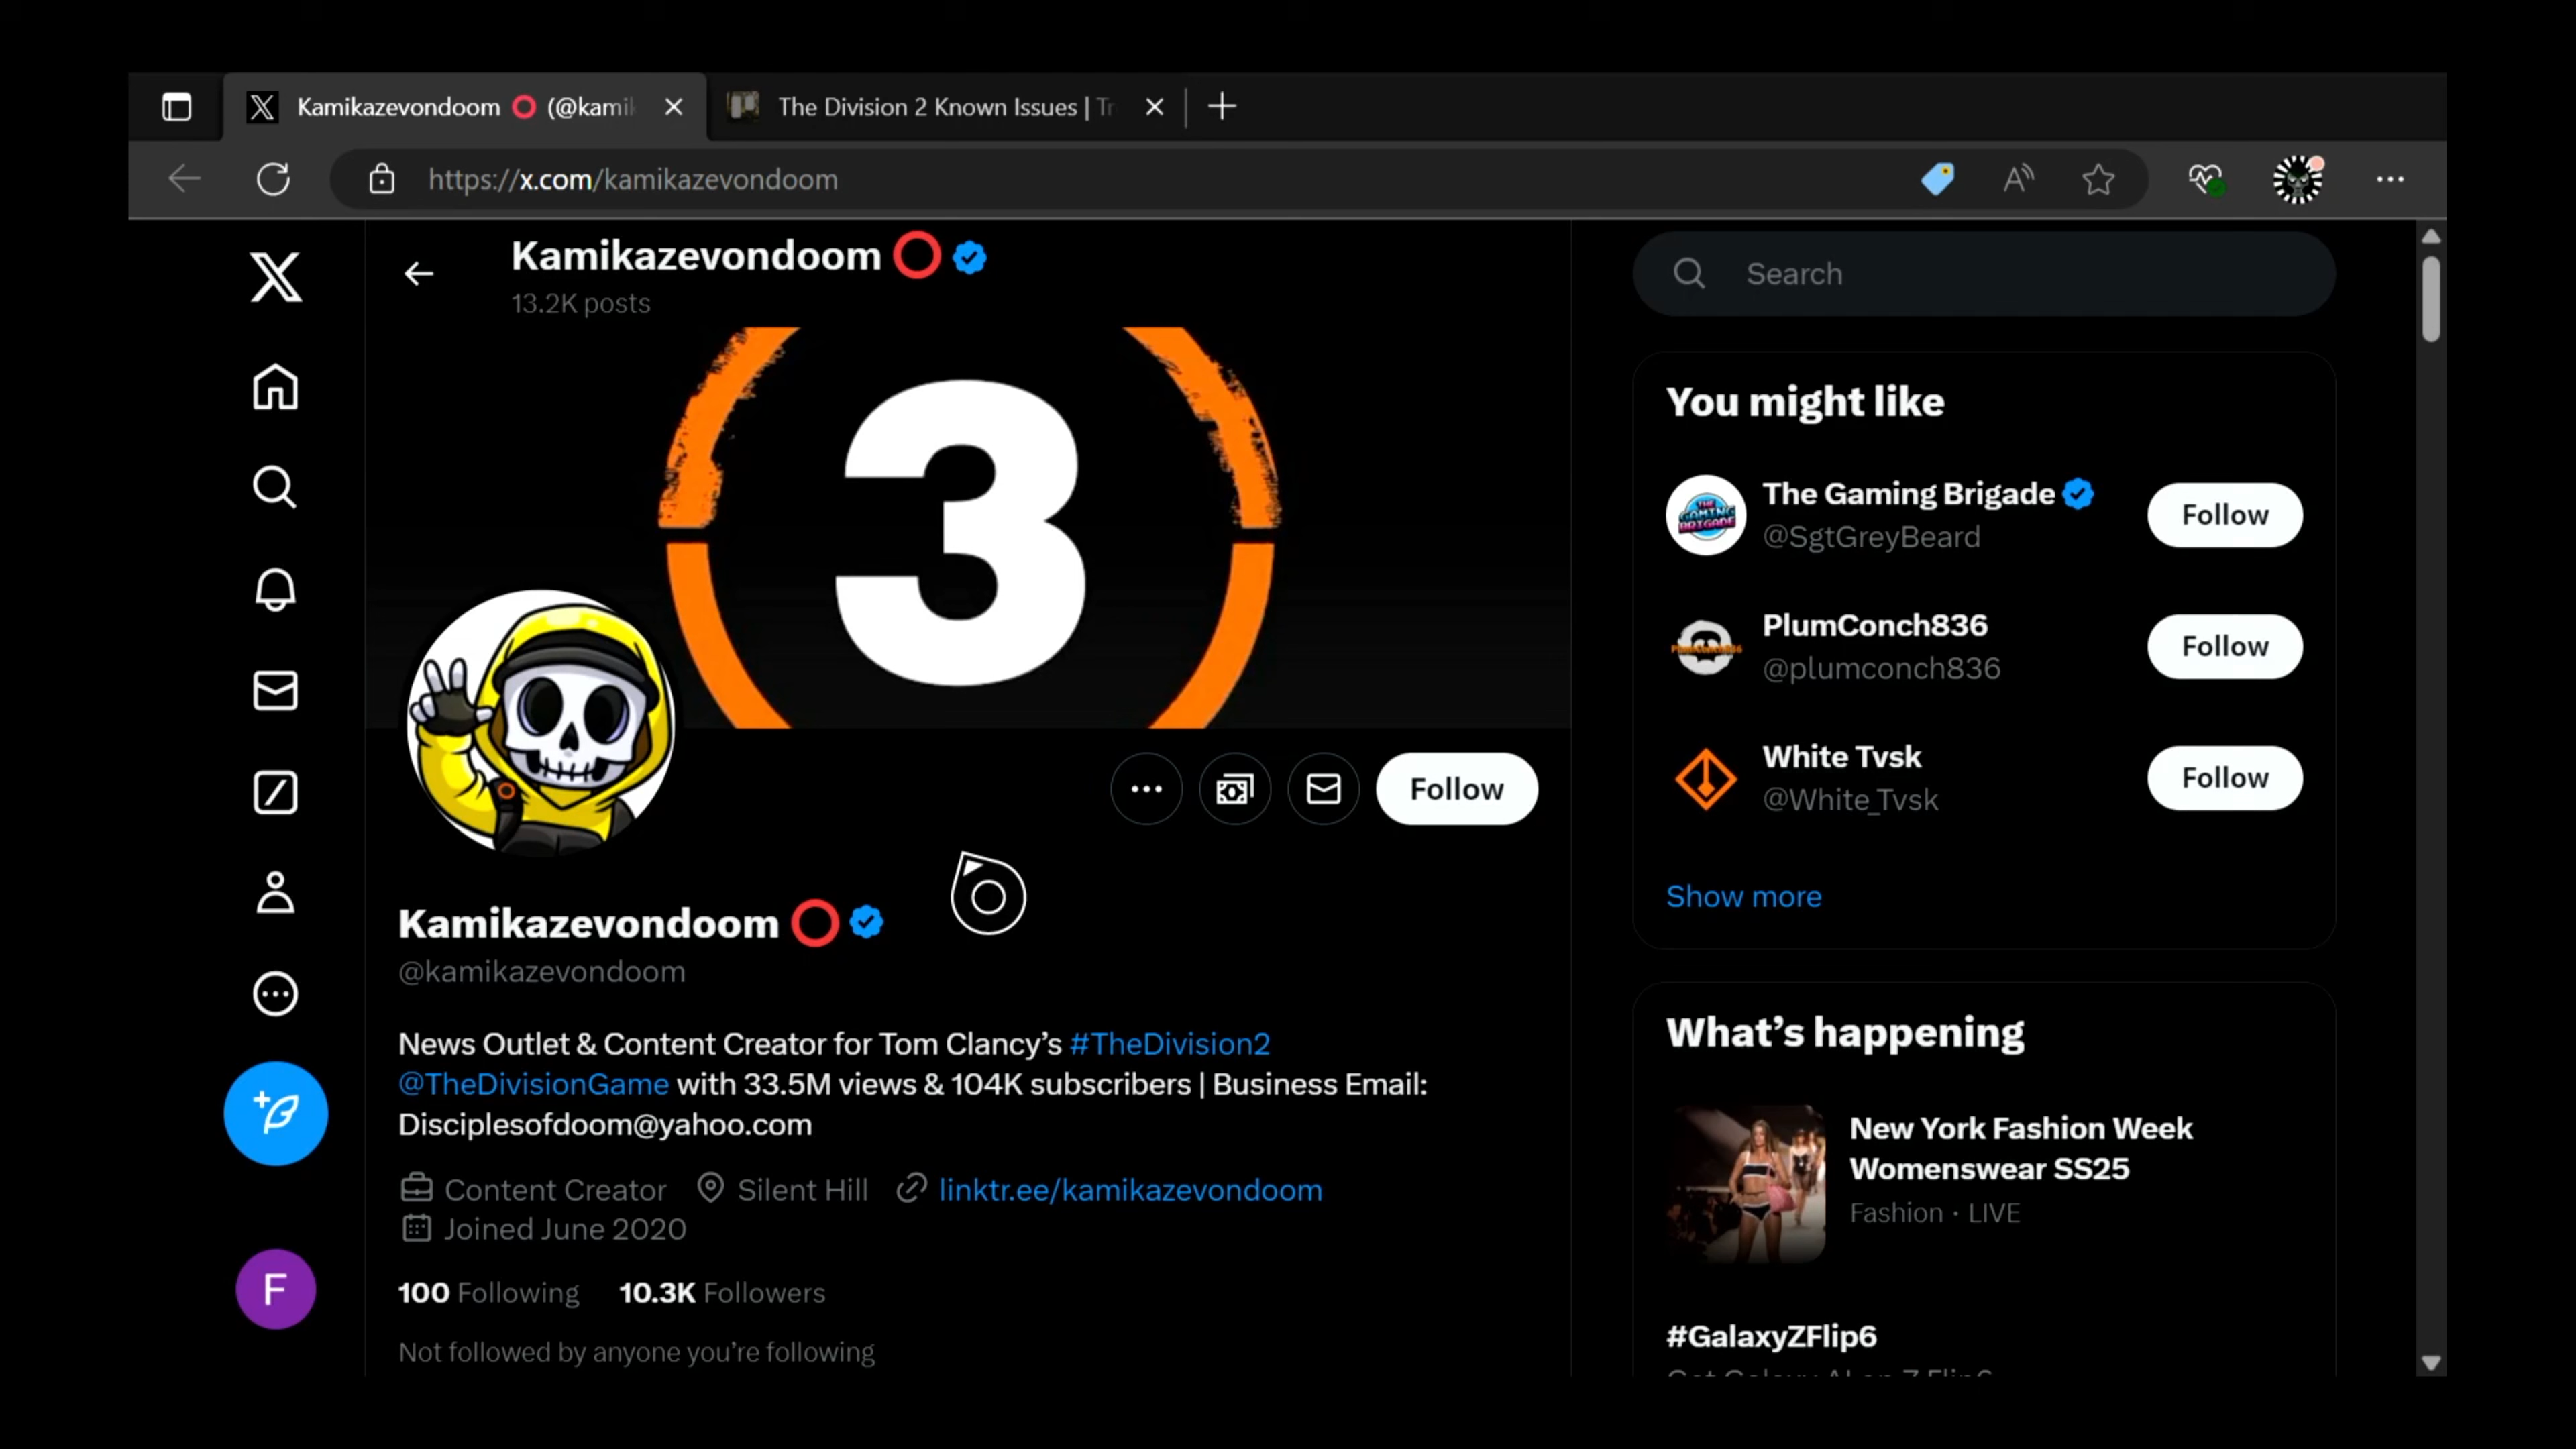 Kamikazevondoom ⭕ (@kamik
The Division 2 Known Issues | Tr
https://x.com/kamikazevondoom
Kamikazevondoom ⭕
13.2K posts
3
Follow
Kamikazevondoom ⭕
@kamikazevondoom
News Outlet & Content Creator for Tom Clancy's #TheDivision2
@TheDivisionGame with 33.5M views & 104K subscribers | Business Email:
Disciplesofdoom@yahoo.com
Content Creator Silent Hill linktr.ee/kamikazevondoom
Joined June 2020
100 Following 10.3K Followers
Not followed by anyone you're following
F
Search
You might like
THE GAMING BRIGADE
The Gaming Brigade
@SgtGreyBeard
Follow
PlumConch836
@plumconch836
Follow
White Tvsk
@White_Tvsk
Follow
Show more
What's happening
New York Fashion Week
Womenswear SS25
Fashion · LIVE
#GalaxyZFlip6